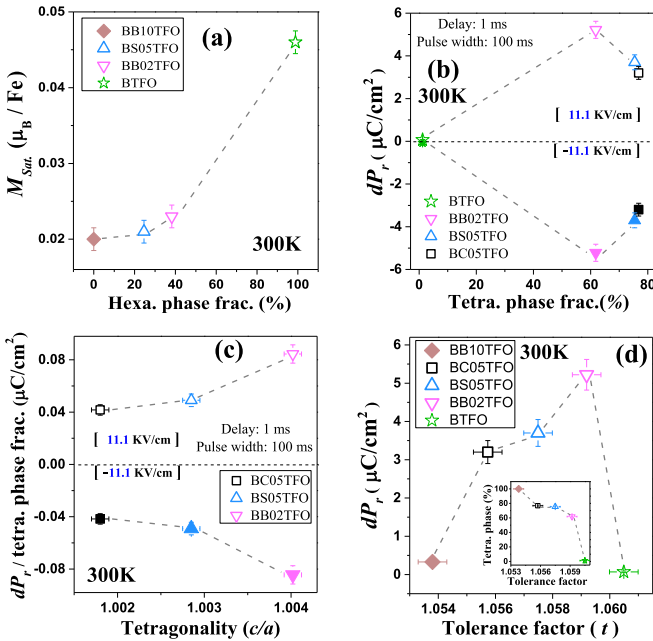 (a)
BB10TFO
BS05TFO
BB02TFO
BTFO
300K
0.05
0.04
0.03
0.02
M_Sat. (μ_B / Fe)
0 20 40 60 80 100
Hexa. phase frac. (%)
Delay: 1 ms
Pulse width: 100 ms
(b)
300K
[ 11.1 KV/cm ]
[ -11.1 KV/cm ]
BTFO
BB02TFO
BS05TFO
BC05TFO
6
4
2
0
-2
-4
-6
dP_r ( μC/cm²)
0 20 40 60 80
Tetra. phase frac.(%)
(c)
Delay: 1 ms
Pulse width: 100 ms
[ 11.1 KV/cm ]
[ -11.1 KV/cm ]
BC05TFO
BS05TFO
BB02TFO
300K
0.08
0.04
0.00
-0.04
-0.08
dP_r / tetra. phase frac. (μC/cm²)
1.002 1.003 1.004
Tetragonality (c/a)
300K
(d)
BB10TFO
BC05TFO
BS05TFO
BB02TFO
BTFO
6
5
4
3
2
1
0
dP_r ( μC/cm²)
100
80
60
40
20
0
Tetra. phase (%)
1.053 1.056 1.059
Tolerance factor
1.054 1.056 1.058 1.060
Tolerance factor ( t )